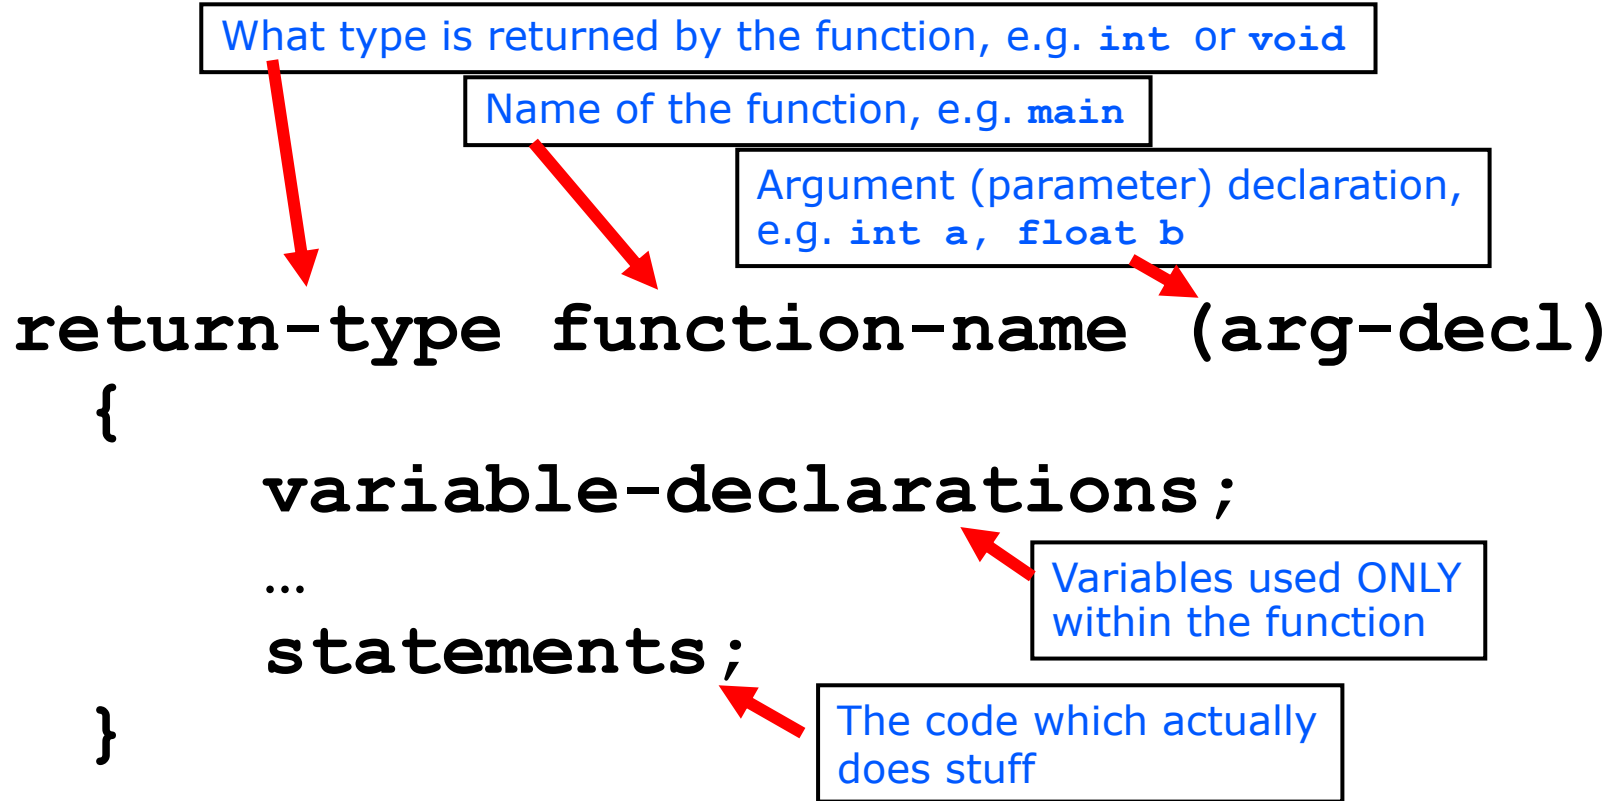 What type is returned by the function, e.g. int or void
Name of the function, e.g. main
Argument (parameter) declaration,
e.g. int a, float b
return-type function-name (arg-decl)
{
variable-declarations;
…
Variables used ONLY
within the function
statements;
The code which actually
does stuff
}